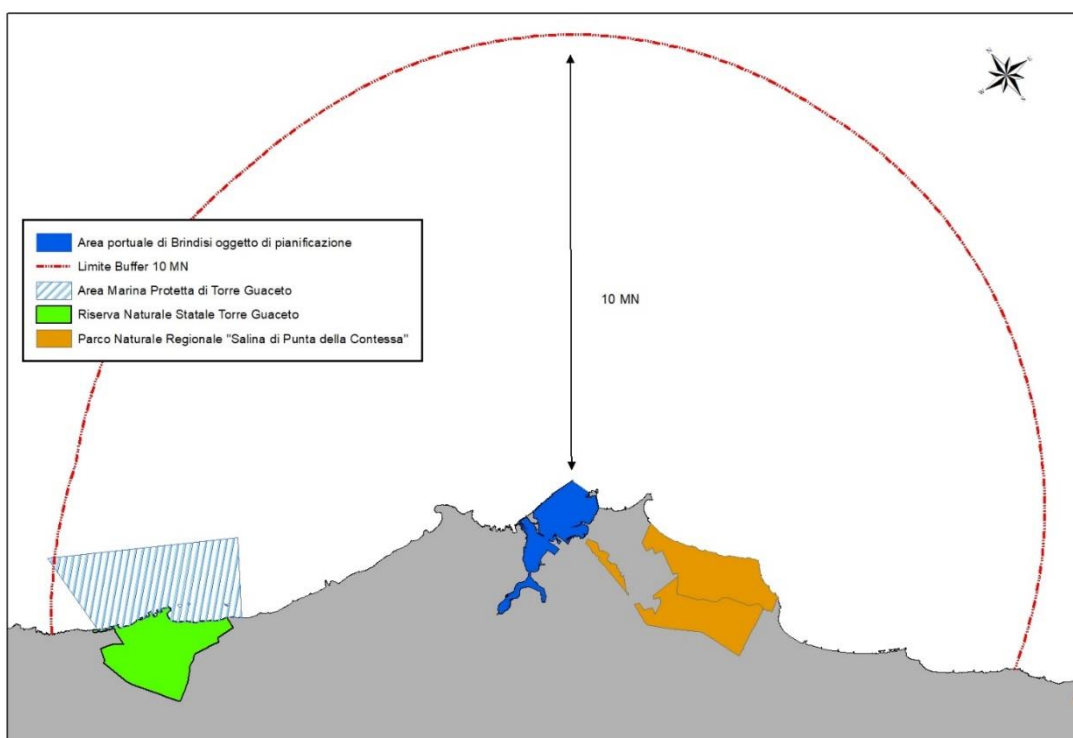 Area portuale di Brindisi oggetto di pianificazione
Limite Buffer 10 MN
Area Marina Protetta di Torre Guaceto
Riserva Naturale Statale Torre Guaceto
Parco Naturale Regionale "Salina di Punta della Contessa"
10 MN